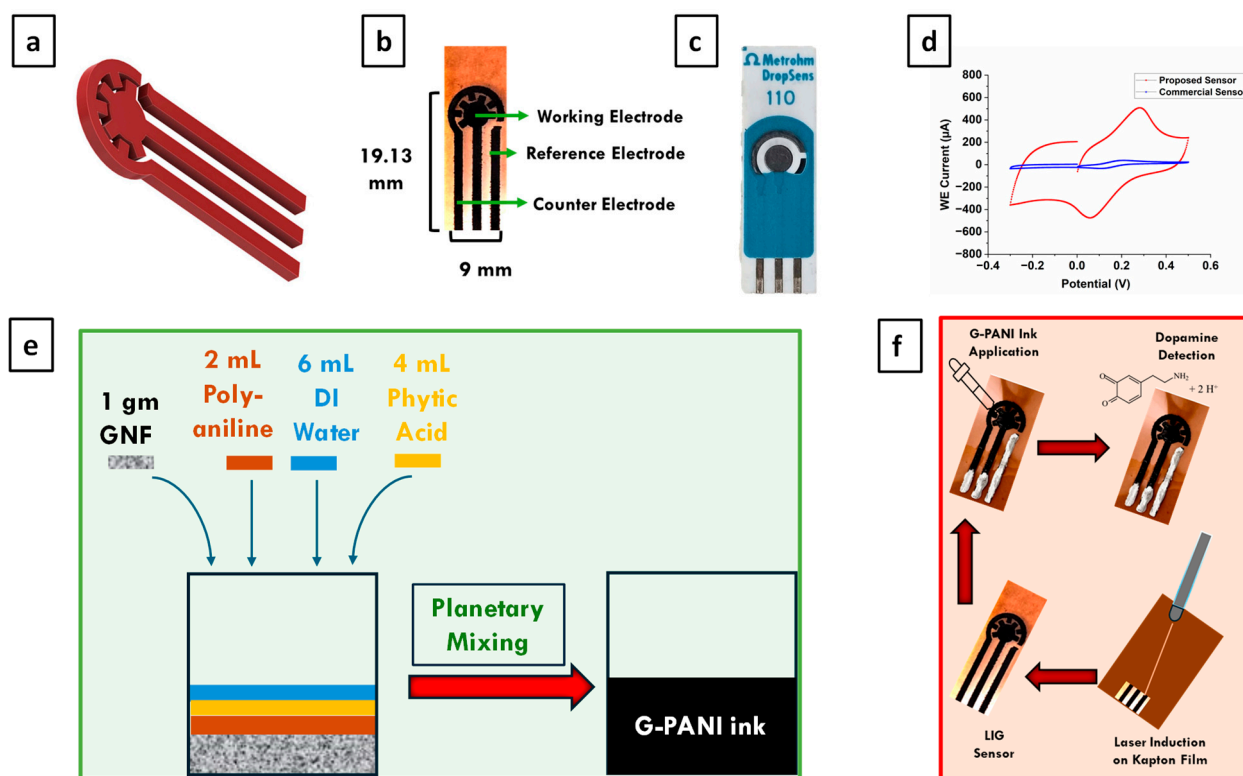 a
b
c
d
19.13
mm
9 mm
Working Electrode
Reference Electrode
Counter Electrode
Ω Metrohm
DropSens
110
800
600
400
200
0
−200
−400
−600
−800
−0.4
−0.2
0.0
0.2
0.4
0.6
WE Current (µA)
Potential (V)
Proposed Sensor
Commercial Senso
e
1 gm
GNF
2 mL
Poly-
aniline
6 mL
DI
Water
4 mL
Phytic
Acid
Planetary
Mixing
G-PANI ink
f
G-PANI Ink
Application
Dopamine
Detection
NH₂
O
O
+ 2 H⁺
LIG
Sensor
Laser Induction
on Kapton Film